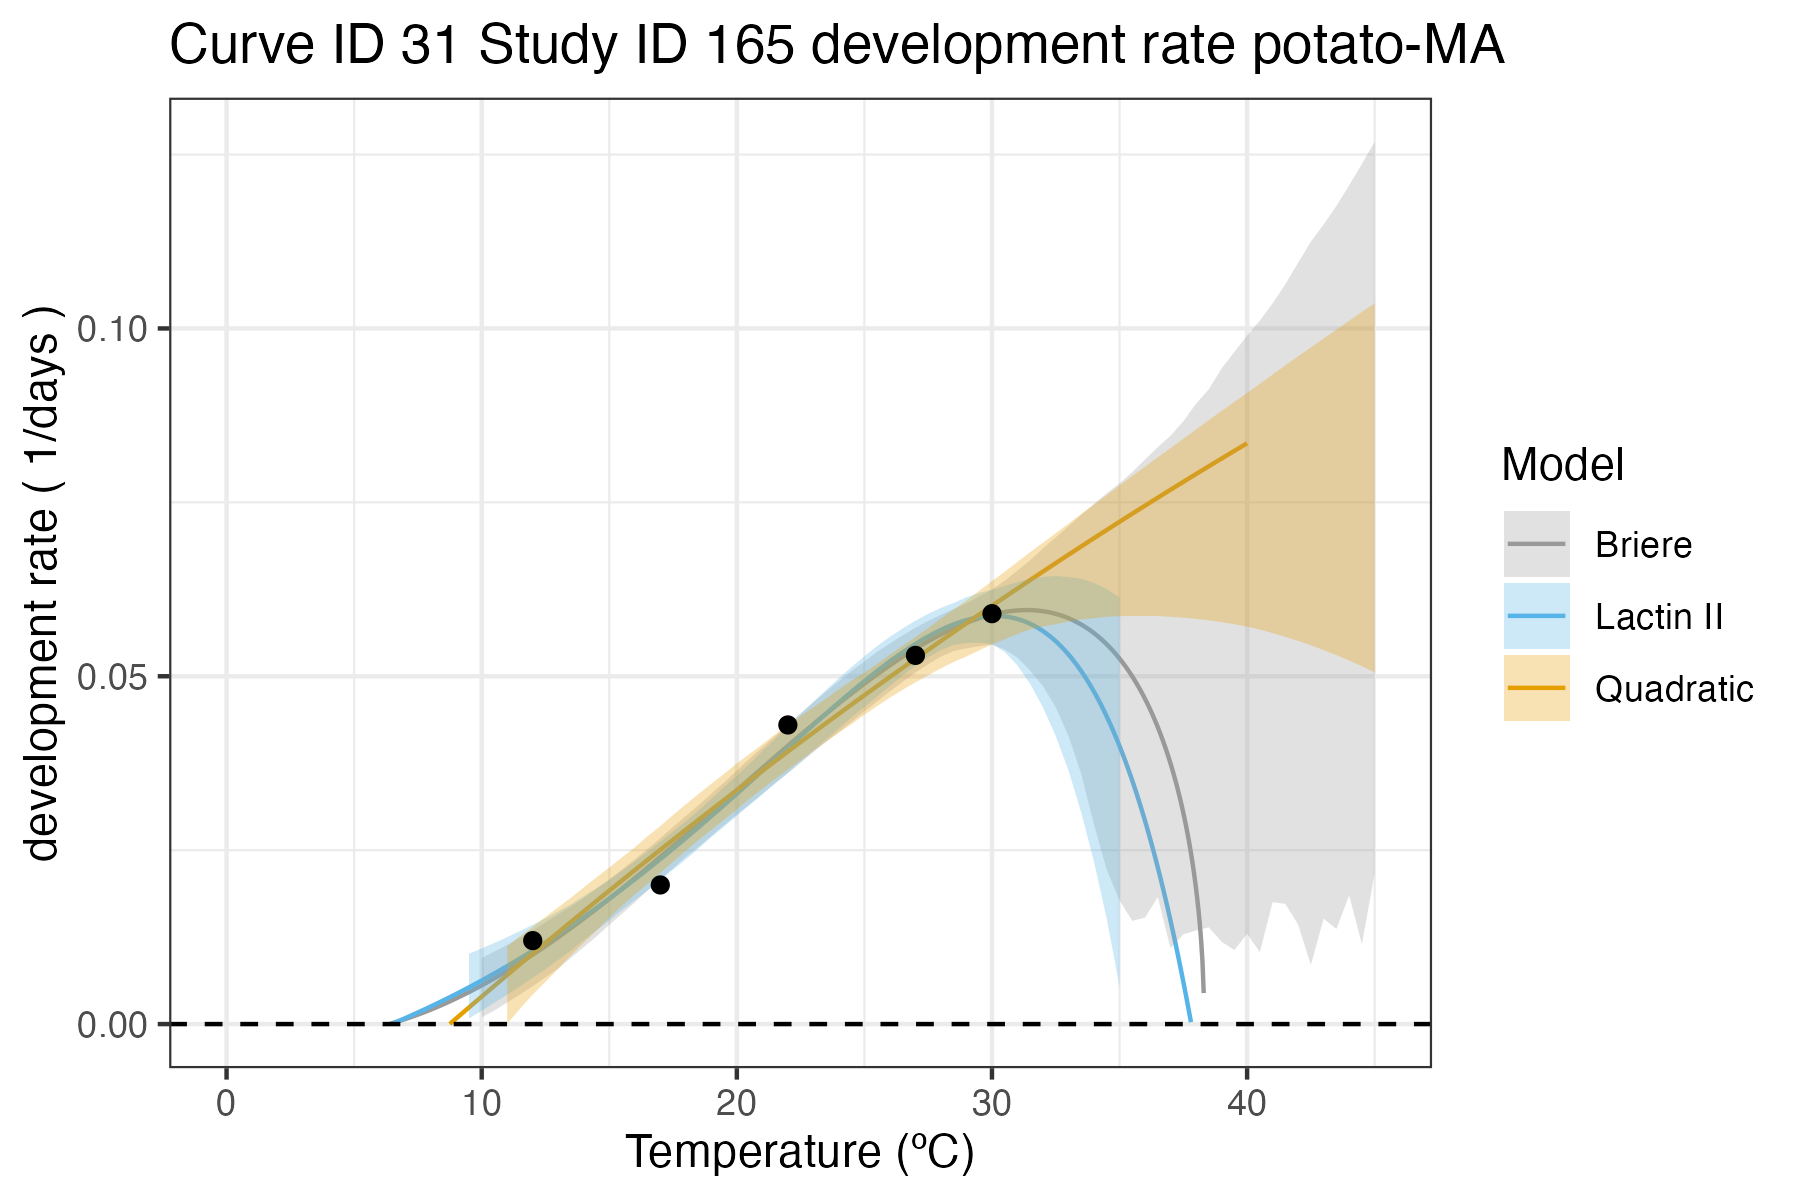 Curve ID 31 Study ID 165 development rate potato-MA
development rate ( 1/days )
0.10
0.05
0.00
0
10
20
30
40
Temperature (ºC)
Model
Briere
Lactin II
Quadratic